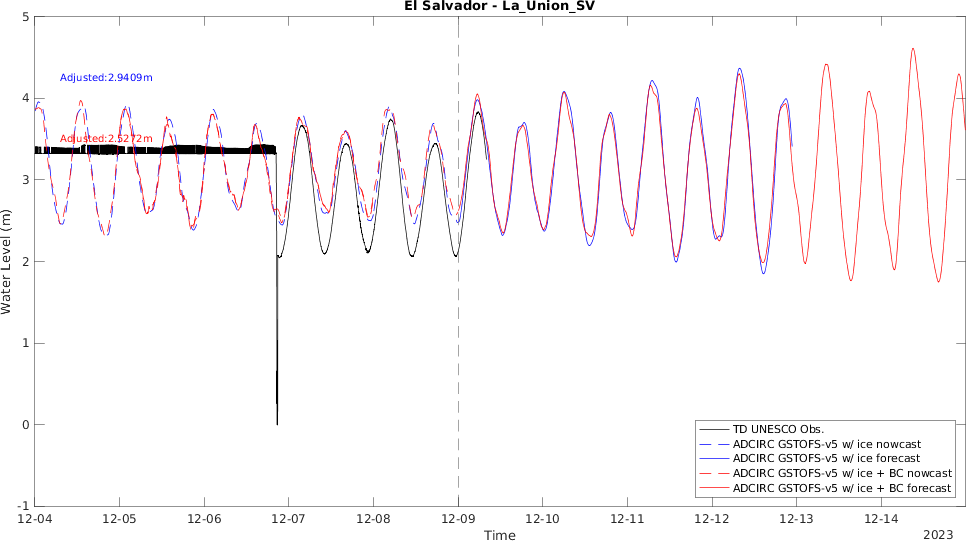 El Salvador - La_Union_SV
Water Level (m)
5
4
3
2
1
0
-1
Adjusted:2.9409m
Adjusted:2.5272m
TD UNESCO Obs.
ADCIRC GSTOFS-v5 w/ ice nowcast
ADCIRC GSTOFS-v5 w/ ice forecast
ADCIRC GSTOFS-v5 w/ ice + BC nowcast
ADCIRC GSTOFS-v5 w/ ice + BC forecast
12-04 12-05 12-06 12-07 12-08 12-09 12-10 12-11 12-12 12-13 12-14
Time
2023